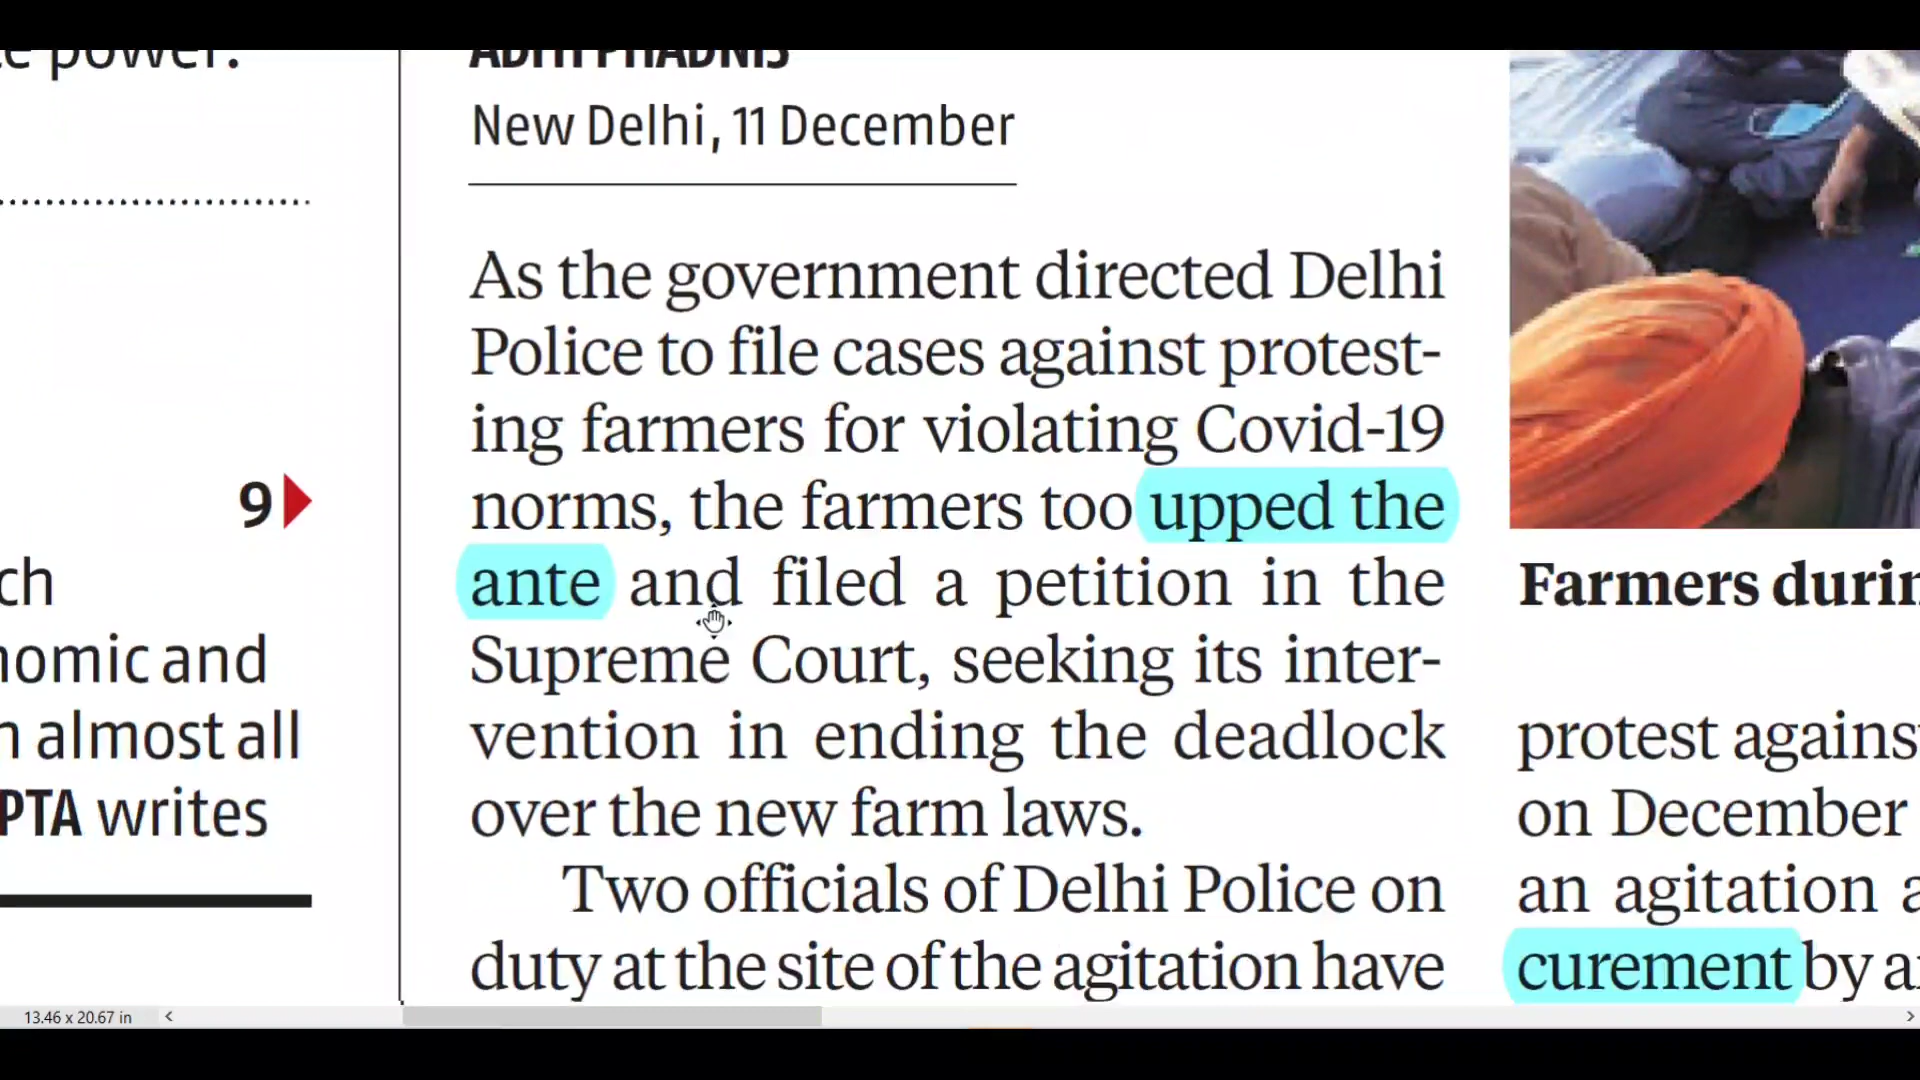 e power.
ADITI PHADNIS
New Delhi, 11 December
9
ch
nomic and
n almost all
PTA writes
As the government directed Delhi
Police to file cases against protest-
ing farmers for violating Covid-19
norms, the farmers too upped the
ante and filed a petition in the
Supreme Court, seeking its inter-
vention in ending the deadlock
over the new farm laws.
Two officials of Delhi Police on
duty at the site of the agitation have
Farmers durin
protest agains
on December
an agitation a
curement by a
13.46 x 20.67 in